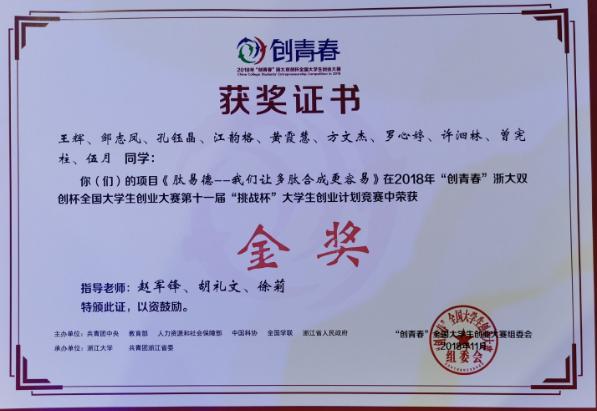 创青春
2018年“创青春”浙大双创杯全国大学生创业大赛
China College Students' Entrepreneurship Competition in 2018
获奖证书
王辉、邹志凤、孔钰晶、江韵格、黄霞慧、方文杰、罗心婷、许泗林、曾宪
柱、伍月 同学：
你（们）的项目《肽易德--我们让多肽合成更容易》在2018年“创青春”浙大双
创杯全国大学生创业大赛第十一届“挑战杯”大学生创业计划竞赛中荣获
金奖
指导老师：赵军锋、胡礼文、徐莉
特颁此证，以资鼓励。
主办单位：共青团中央 教育部 人力资源和社会保障部 中国科协 全国学联 浙江省人民政府
承办单位：浙江大学 共青团浙江省委
“创青春”全国大学生创业大赛组委会
2018年11月
组委会